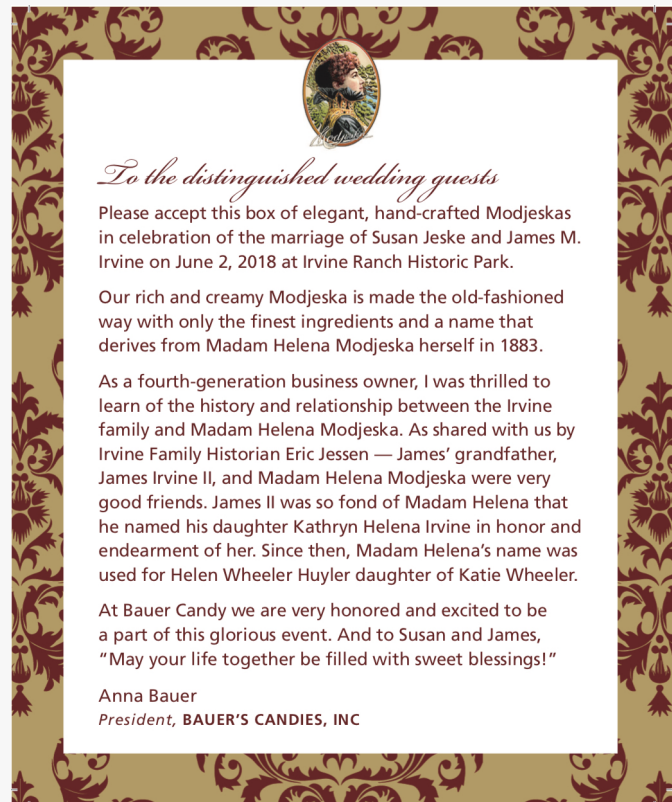 Modjeska
To the distinguished wedding guests
Please accept this box of elegant, hand-crafted Modjeskas
in celebration of the marriage of Susan Jeske and James M.
Irvine on June 2, 2018 at Irvine Ranch Historic Park.
Our rich and creamy Modjeska is made the old-fashioned
way with only the finest ingredients and a name that
derives from Madam Helena Modjeska herself in 1883.
As a fourth-generation business owner, I was thrilled to
learn of the history and relationship between the Irvine
family and Madam Helena Modjeska. As shared with us by
Irvine Family Historian Eric Jessen — James’ grandfather,
James Irvine II, and Madam Helena Modjeska were very
good friends. James II was so fond of Madam Helena that
he named his daughter Kathryn Helena Irvine in honor and
endearment of her. Since then, Madam Helena’s name was
used for Helen Wheeler Huyler daughter of Katie Wheeler.
At Bauer Candy we are very honored and excited to be
a part of this glorious event. And to Susan and James,
“May your life together be filled with sweet blessings!”
Anna Bauer
President, BAUER’S CANDIES, INC